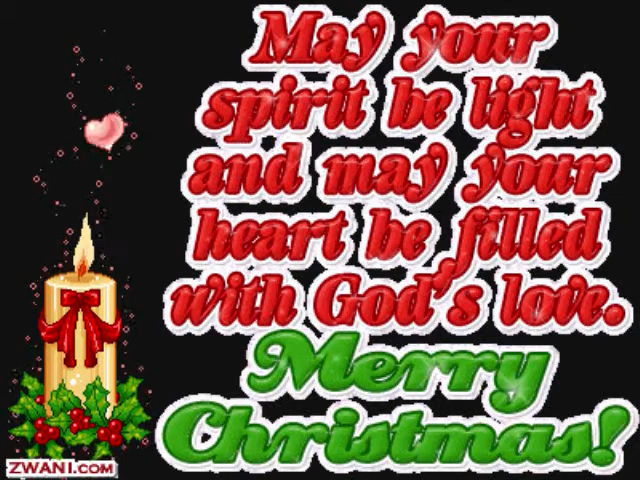 May your
spirit be light
and may your
heart be filled
with God's love.
Merry
Christmas!
ZWANI.COM